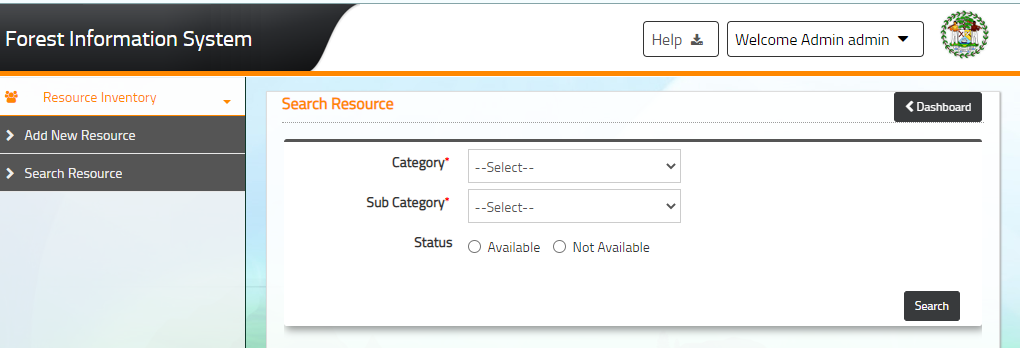 Forest Information System
Help
Welcome Admin admin
Resource Inventory
Add New Resource
Search Resource
Search Resource
Dashboard
Category*
--Select--
Sub Category*
--Select--
Status
Available
Not Available
Search